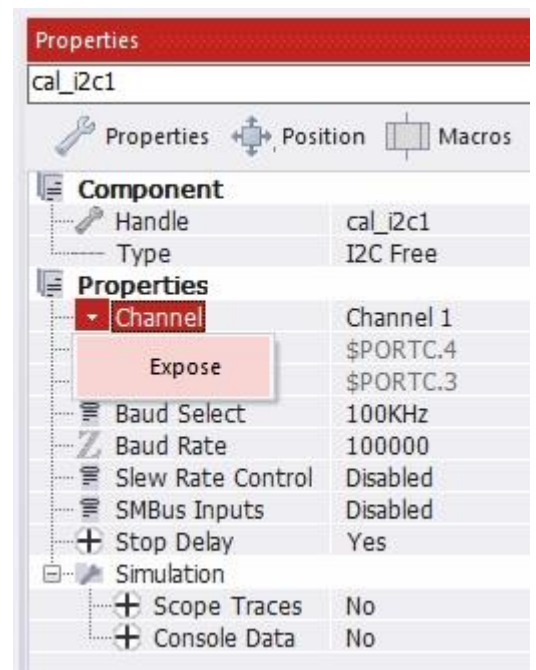 Properties
cal_i2c1
Properties Position Macros
Component
Handle cal_i2c1
Type I2C Free
Properties
Channel Channel 1
$PORTC.4
Expose
$PORTC.3
Baud Select 100KHz
Baud Rate 100000
Slew Rate Control Disabled
SMBus Inputs Disabled
Stop Delay Yes
Simulation
Scope Traces No
Console Data No